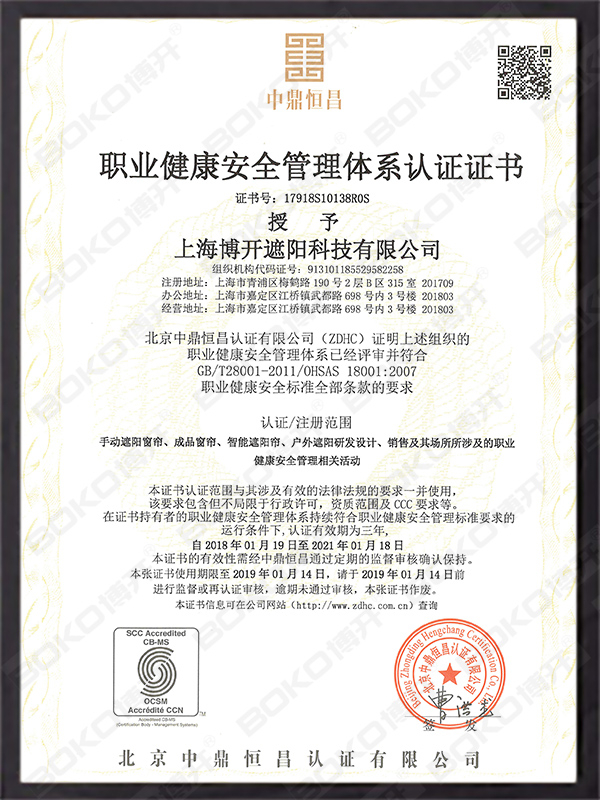 中鼎恒昌
职业健康安全管理体系认证证书
证书号：17918S10138R0S
授 予
上海博开遮阳科技有限公司
组织机构代码证号：913101185529582258
注册地址：上海市青浦区梅鹤路 190 号 2 层 B 区 315 室 201709
办公地址：上海市嘉定区江桥镇武都路 698 号内 3 号楼 201803
经营地址：上海市嘉定区江桥镇武都路 698 号内 3 号楼 201803
北京中鼎恒昌认证有限公司（ZDHC）证明上述组织的
职业健康安全管理体系已经评审并符合
GB/T28001-2011/OHSAS 18001:2007
职业健康安全标准全部条款的要求
认证/注册范围
手动遮阳窗帘、成品窗帘、智能遮阳帘、户外遮阳研发设计、销售及其场所所涉及的职业
健康安全管理相关活动
本证书认证范围与其涉及有效的法律法规的要求一并使用，
该要求包含但不局限于行政许可，资质范围及 CCC 要求等。
在证书持有者的职业健康安全管理体系持续符合职业健康安全管理标准要求的
运行条件下，认证有效期为三年，
自 2018 年 01 月 19 日至 2021 年 01 月 18 日
本证书的有效性需经中鼎恒昌通过定期的监督审核确认保持。
本张证书使用期限至 2019 年 01 月 14 日，请于 2019 年 01 月 14 日前
进行监督或再认证审核，逾期未通过审核，本张证书作废。
本证书信息可在公司网站（http://www.zdhc.com.cn）查询
SCC Accredited
CB-MS
OCSM
Accrédité CCN
TM
Accredited CB-MS
(Certification Body - Management Systems)
Beijing Zhongding Hengchang Certification Co., Ltd
北京中鼎恒昌认证有限公司
签 发
北京中鼎恒昌认证有限公司
BOKO博开